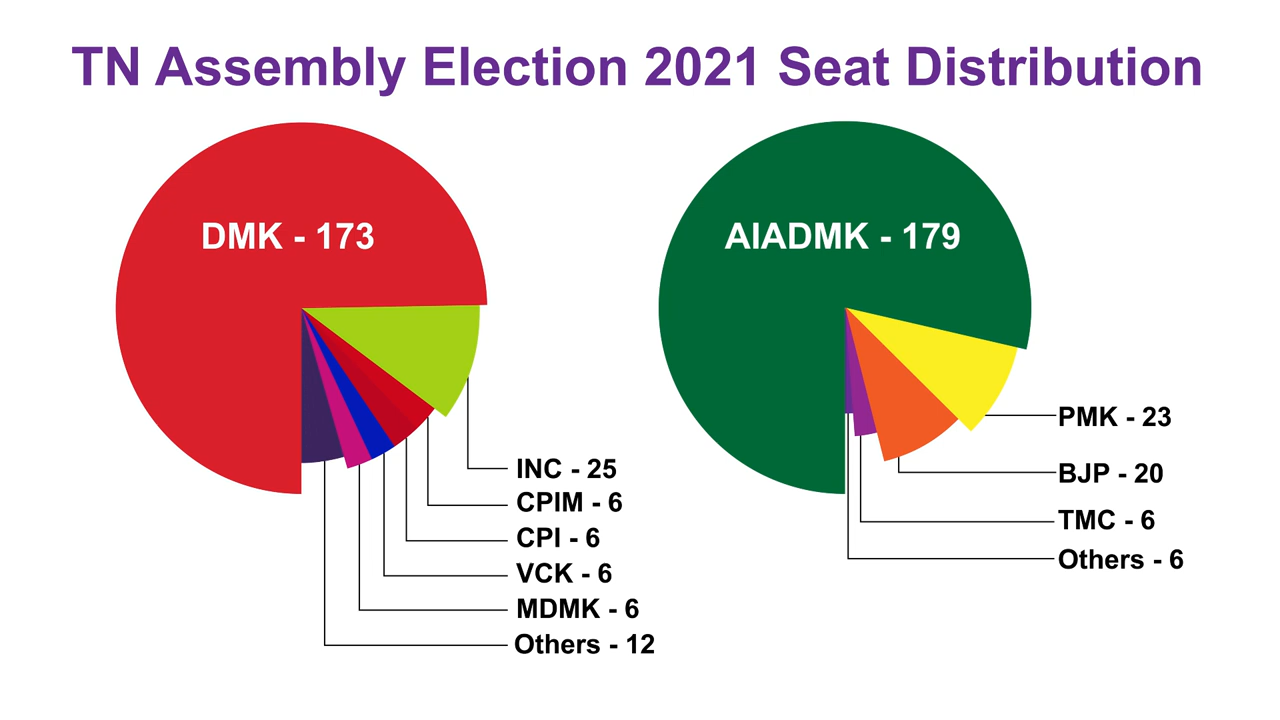 TN Assembly Election 2021 Seat Distribution
DMK - 173
INC - 25
CPIM - 6
CPI - 6
VCK - 6
MDMK - 6
Others - 12
AIADMK - 179
PMK - 23
BJP - 20
TMC - 6
Others - 6